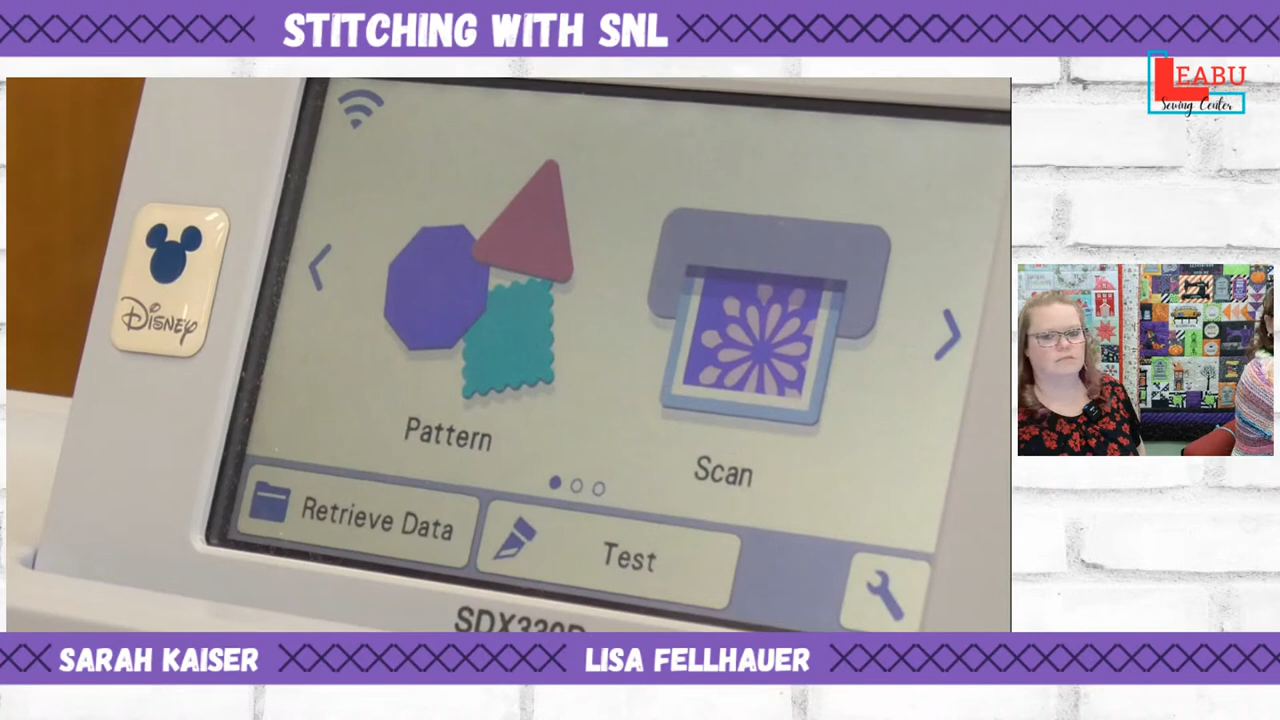 STITCHING WITH SNL
LEABU
Sewing Center
Disney
Pattern
Scan
Retrieve Data
Test
SARAH KAISER
LISA FELLHAUER